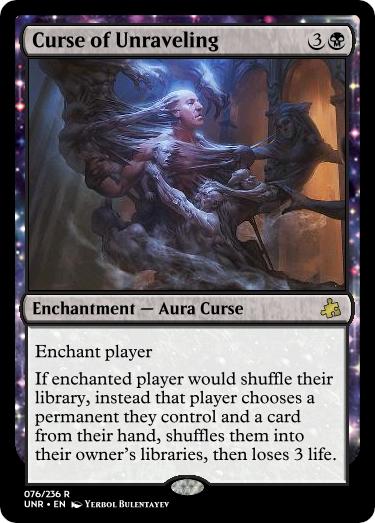 Curse of Unraveling 3
Enchantment — Aura Curse
Enchant player
If enchanted player would shuffle their
library, instead that player chooses a
permanent they control and a card
from their hand, shuffles them into
their owner's libraries, then loses 3 life.
076/236 R
UNR • EN Yerbol Bulentayev